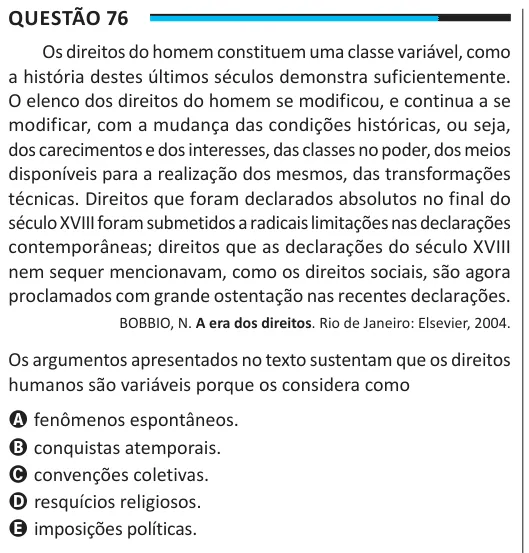 QUESTÃO 76
Os direitos do homem constituem uma classe variável, como
a história destes últimos séculos demonstra suficientemente.
O elenco dos direitos do homem se modificou, e continua a se
modificar, com a mudança das condições históricas, ou seja,
dos carecimentos e dos interesses, das classes no poder, dos meios
disponíveis para a realização dos mesmos, das transformações
técnicas. Direitos que foram declarados absolutos no final do
século XVIII foram submetidos a radicais limitações nas declarações
contemporâneas; direitos que as declarações do século XVIII
nem sequer mencionavam, como os direitos sociais, são agora
proclamados com grande ostentação nas recentes declarações.
BOBBIO, N. A era dos direitos. Rio de Janeiro: Elsevier, 2004.
Os argumentos apresentados no texto sustentam que os direitos
humanos são variáveis porque os considera como
A fenômenos espontâneos.
B conquistas atemporais.
C convenções coletivas.
D resquícios religiosos.
E imposições políticas.